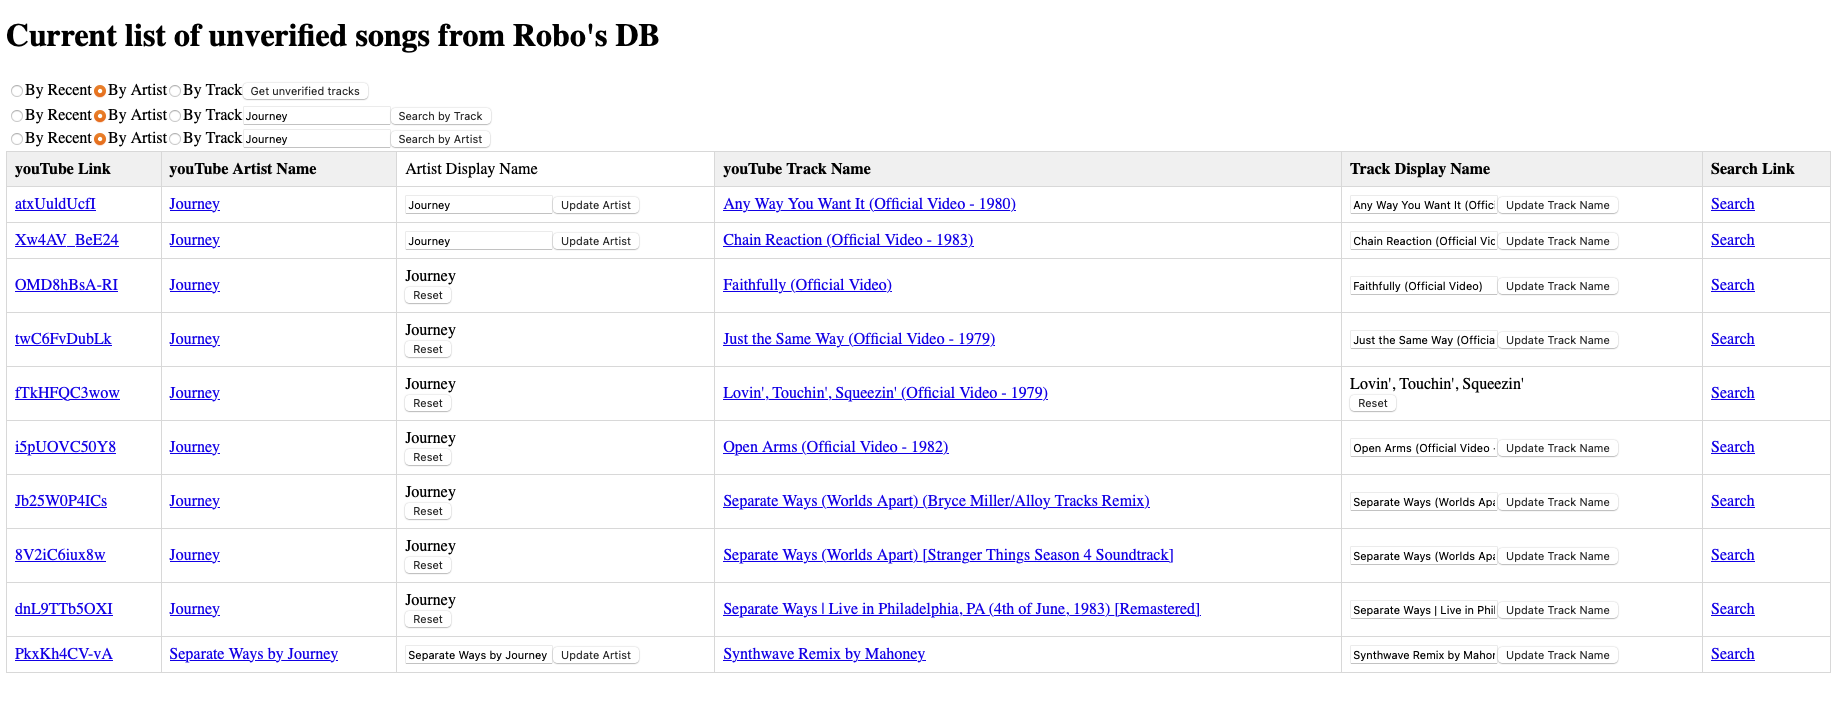 Current list of unverified songs from Robo's DB
By Recent By Artist By Track Get unverified tracks
By Recent By Artist By Track Journey Search by Track
By Recent By Artist By Track Journey Search by Artist
youTube Link youTube Artist Name Artist Display Name youTube Track Name Track Display Name Search Link
atxUuldUcfI Journey Journey Update Artist Any Way You Want It (Official Video - 1980) Any Way You Want It (Offic Update Track Name Search
Xw4AV_BeE24 Journey Journey Update Artist Chain Reaction (Official Video - 1983) Chain Reaction (Official Vic Update Track Name Search
OMD8hBsA-RI Journey Journey Reset Faithfully (Official Video) Faithfully (Official Video) Update Track Name Search
twC6FvDubLk Journey Journey Reset Just the Same Way (Official Video - 1979) Just the Same Way (Officia Update Track Name Search
fTkHFQC3wow Journey Journey Reset Lovin', Touchin', Squeezin' (Official Video - 1979) Lovin', Touchin', Squeezin' Reset Search
i5pUOVC50Y8 Journey Journey Reset Open Arms (Official Video - 1982) Open Arms (Official Video - Update Track Name Search
Jb25W0P4ICs Journey Journey Reset Separate Ways (Worlds Apart) (Bryce Miller/Alloy Tracks Remix) Separate Ways (Worlds Apa Update Track Name Search
8V2iC6iux8w Journey Journey Reset Separate Ways (Worlds Apart) [Stranger Things Season 4 Soundtrack] Separate Ways (Worlds Apa Update Track Name Search
dnL9TTb5OXI Journey Journey Reset Separate Ways | Live in Philadelphia, PA (4th of June, 1983) [Remastered] Separate Ways | Live in Phil Update Track Name Search
PkxKh4CV-vA Separate Ways by Journey Separate Ways by Journey Update Artist Synthwave Remix by Mahoney Synthwave Remix by Mahor Update Track Name Search